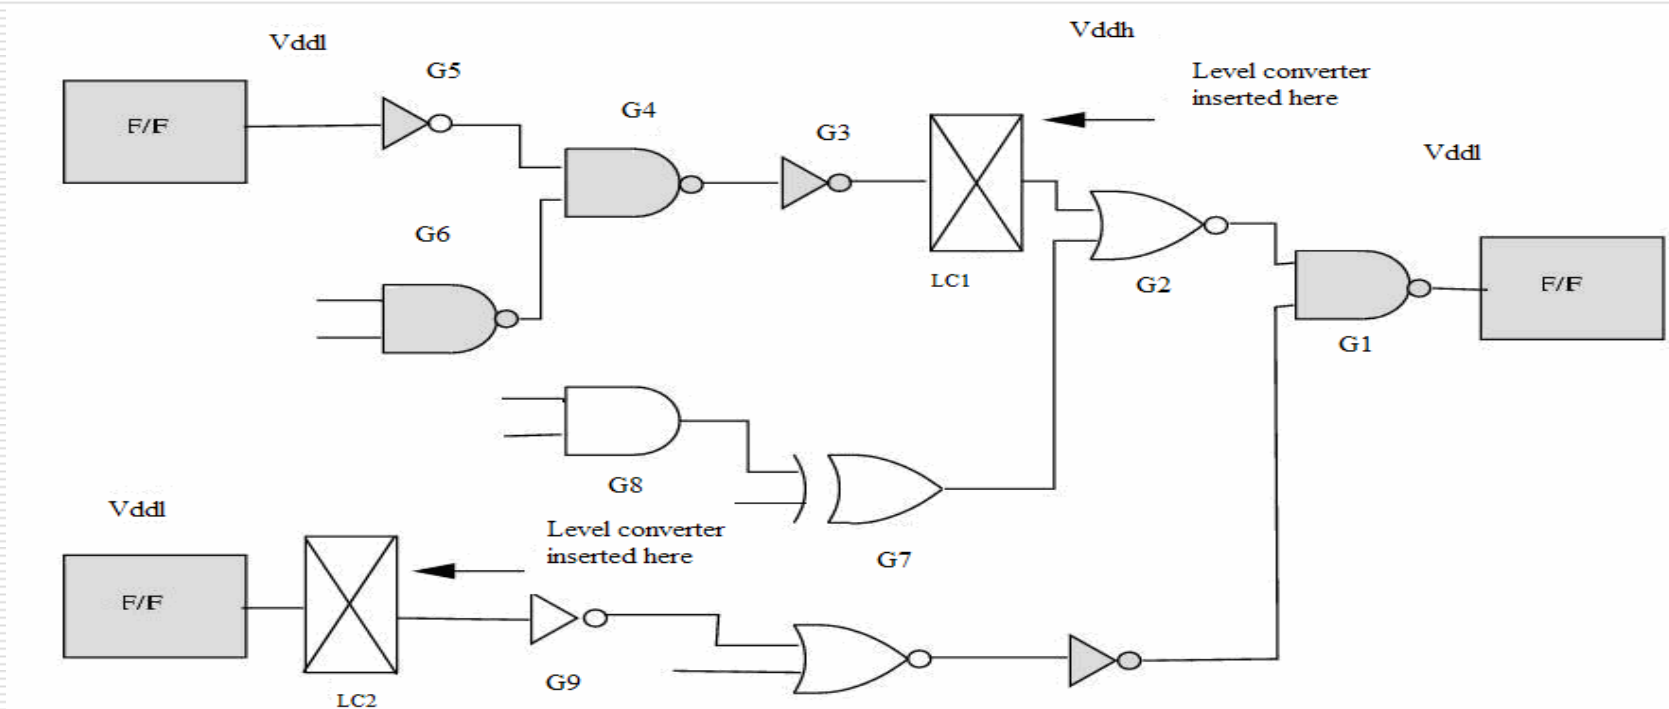 Vddl
Vddh
G5
Level converter
inserted here
G4
F/F
G3
Vddl
G6
LC1
G2
F/F
G1
G8
Vddl
Level converter
inserted here
G7
F/F
G9
LC2